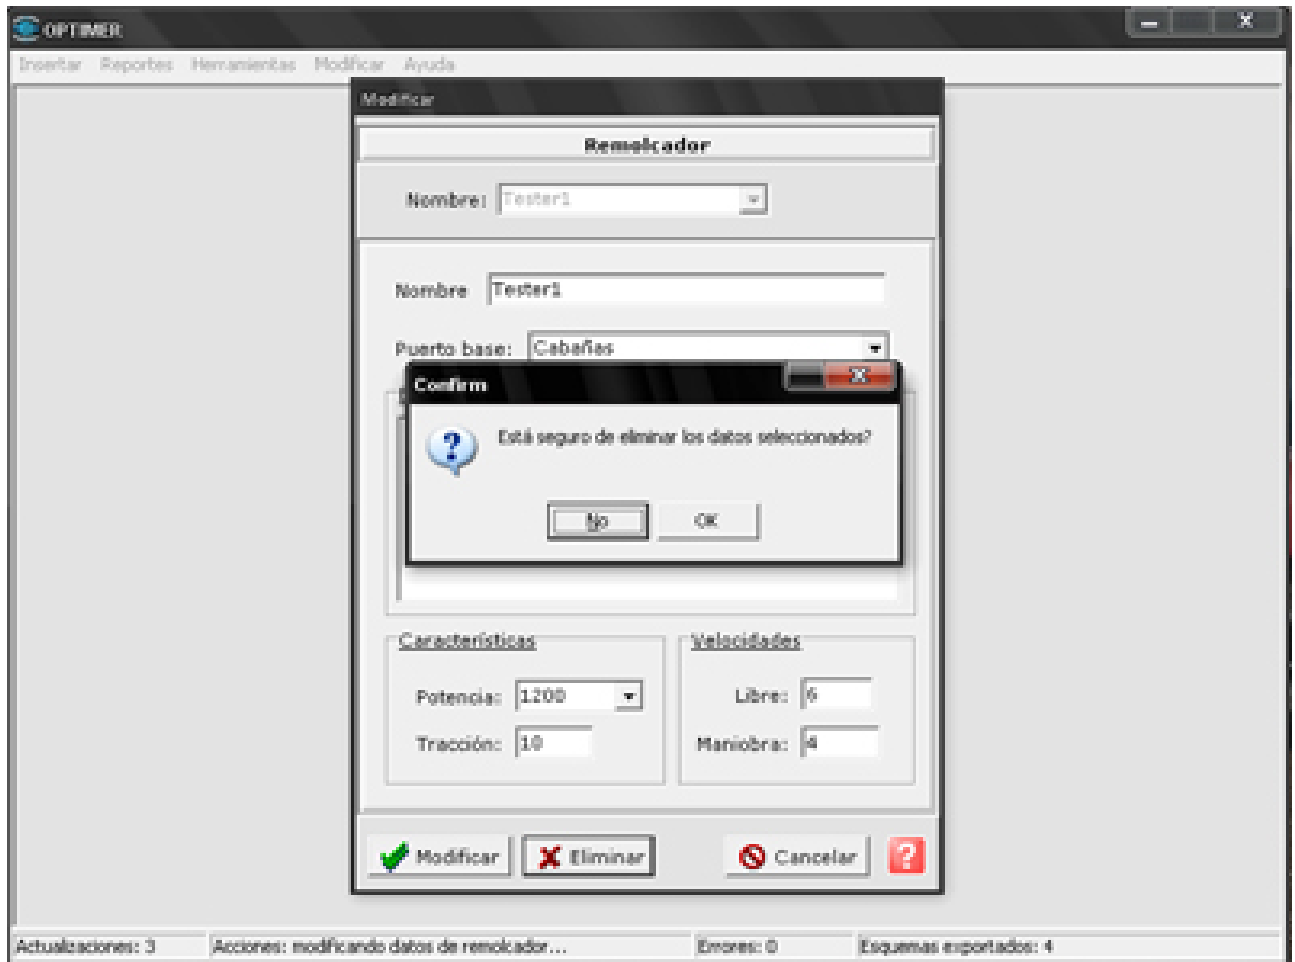 OPTIMER
Insertar Reportes Herramientas Modificar Ayuda
Modificar
Remolcador
Nombre: Tester1
Nombre Tester1
Puerto base: Cabañas
Confirm
Está seguro de eliminar los datos seleccionados?
No OK
Características Velocidades
Potencia: 1200 Libre: 6
Tracción: 10 Maniobra: 4
Modificar Eliminar Cancelar ?
Actualizaciones: 3 Acciones: modificando datos de remolcador... Errores: 0 Esquemas exportados: 4